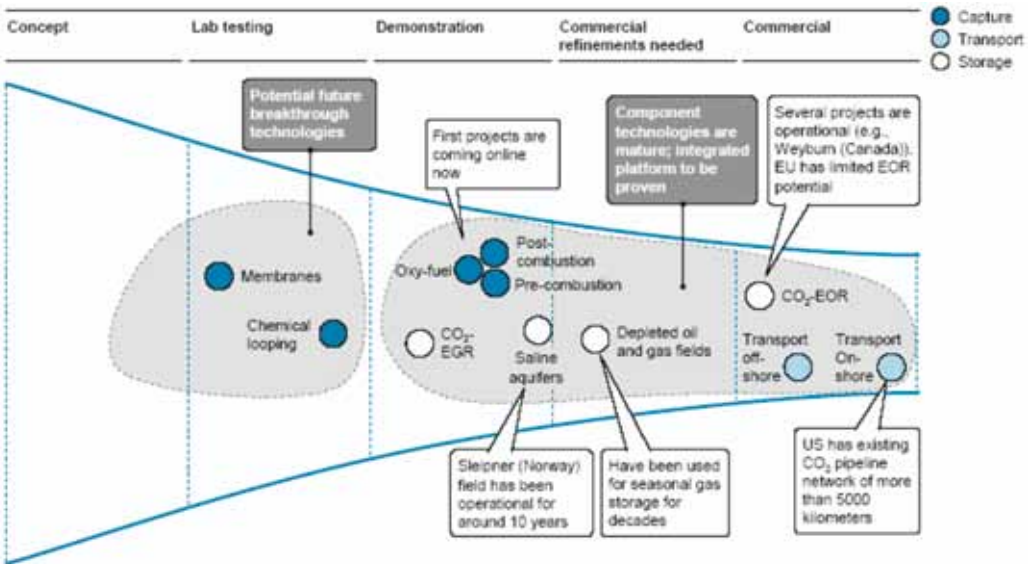 Concept
Lab testing
Demonstration
Commercial
refinements needed
Commercial
Capture
Transport
Storage
Potential future
breakthrough
technologies
First projects are
coming online
now
Component
technologies are
mature; integrated
platform to be
proven
Several projects are
operational (e.g.,
Weyburn (Canada)).
EU has limited EOR
potential
Membranes
Chemical
looping
Oxy-fuel
Post-
combustion
Pre-combustion
CO₂-
EGR
Saline
aquifers
Depleted oil
and gas fields
CO₂-EOR
Transport
off-
shore
Transport
On-
shore
Sleipner (Norway)
field has been
operational for
around 10 years
Have been used
for seasonal gas
storage for
decades
US has existing
CO₂ pipeline
network of more
than 5000
kilometers